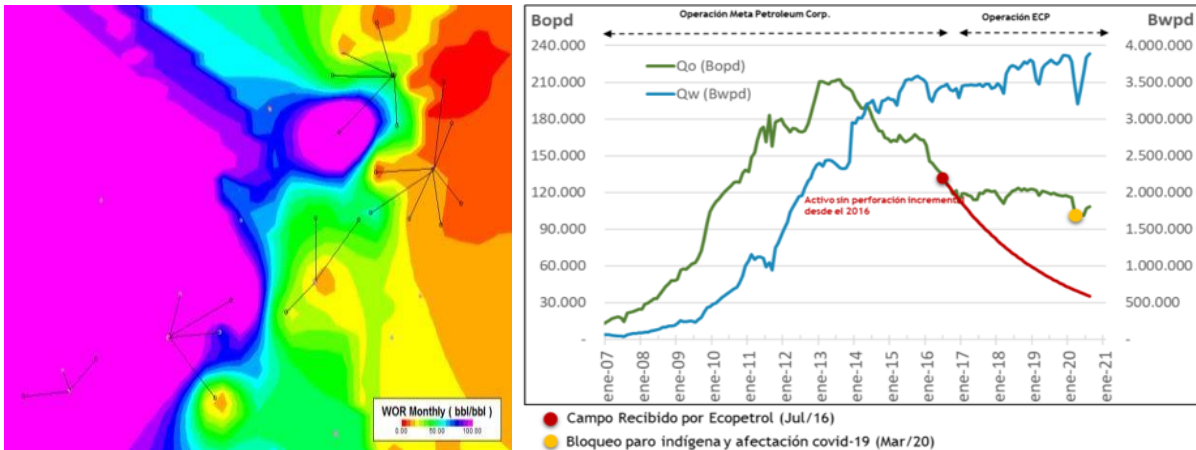 WOR Monthly ( bbl/bbl )
0.00 50.00 100.00
Bopd
Operación Meta Petroleum Corp.
Operación ECP
Bwpd
240.000
210.000
180.000
150.000
120.000
90.000
60.000
30.000
-
Qo (Bopd)
Qw (Bwpd)
Activo sin perforación increment
desde el 2016
4.000.000
3.500.000
3.000.000
2.500.000
2.000.000
1.500.000
1.000.000
500.000
-
ene-07
ene-08
ene-09
ene-10
ene-11
ene-12
ene-13
ene-14
ene-15
ene-16
ene-17
ene-18
ene-19
ene-20
ene-21
Campo Recibido por Ecopetrol (Jul/16)
Bloqueo paro indígena y afectación covid-19 (Mar/20)